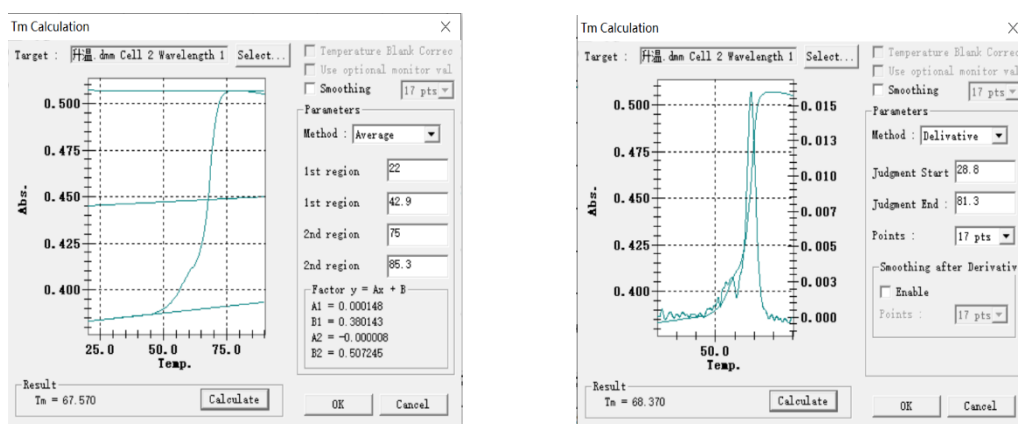 Tm Calculation
Target : 升温.dmm Cell 2 Wavelength 1 Select...
Temperature Blank Correc
Use optional monitor val
Smoothing 17 pts
Parameters
Method : Average
1st region 22
1st region 42.9
2nd region 75
2nd region 85.3
Factor y = Ax + B
A1 = 0.000148
B1 = 0.380143
A2 = -0.000008
B2 = 0.507245
Abs.
0.500
0.475
0.450
0.425
0.400
25.0 50.0 75.0
Temp.
Result
Tm = 67.570
Calculate
OK Cancel
Tm Calculation
Target : 升温.dmm Cell 2 Wavelength 1 Select...
Temperature Blank Correc
Use optional monitor val
Smoothing 17 pts
Parameters
Method : Delivative
Judgment Start 28.8
Judgment End : 81.3
Points : 17 pts
Smoothing after Derivativ
Enable
Points : 17 pts
Abs.
0.500
0.475
0.450
0.425
0.400
0.015
0.013
0.010
0.007
0.005
0.003
0.000
50.0
Temp.
Result
Tm = 68.370
Calculate
OK Cancel